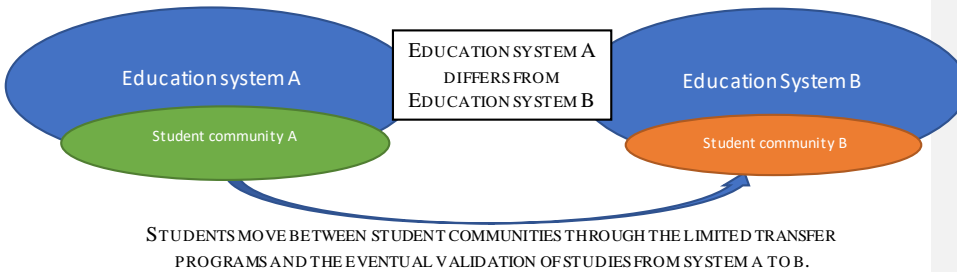 EDUCATION SYSTEM A
DIFFERS FROM
EDUCATION SYSTEM B
Education system A
Education System B
Student community A
Student community B
STUDENTS MOVE BETWEEN STUDENT COMMUNITIES THROUGH THE LIMITED TRANSFER
PROGRAMS AND THE EVENTUAL VALIDATION OF STUDIES FROM SYSTEM A TO B.